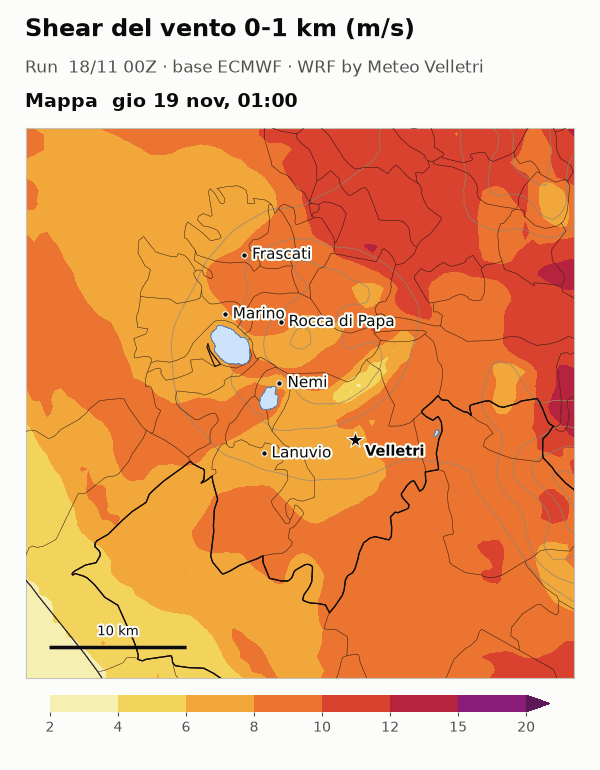 Shear del vento 0-1 km (m/s)
Run  18/11 00Z · base ECMWF · WRF by Meteo Velletri
Mappa  gio 19 nov, 01:00
Frascati
Marino
Rocca di Papa
Nemi
Velletri
Lanuvio
10 km
2 4 6 8 10 12 15 20